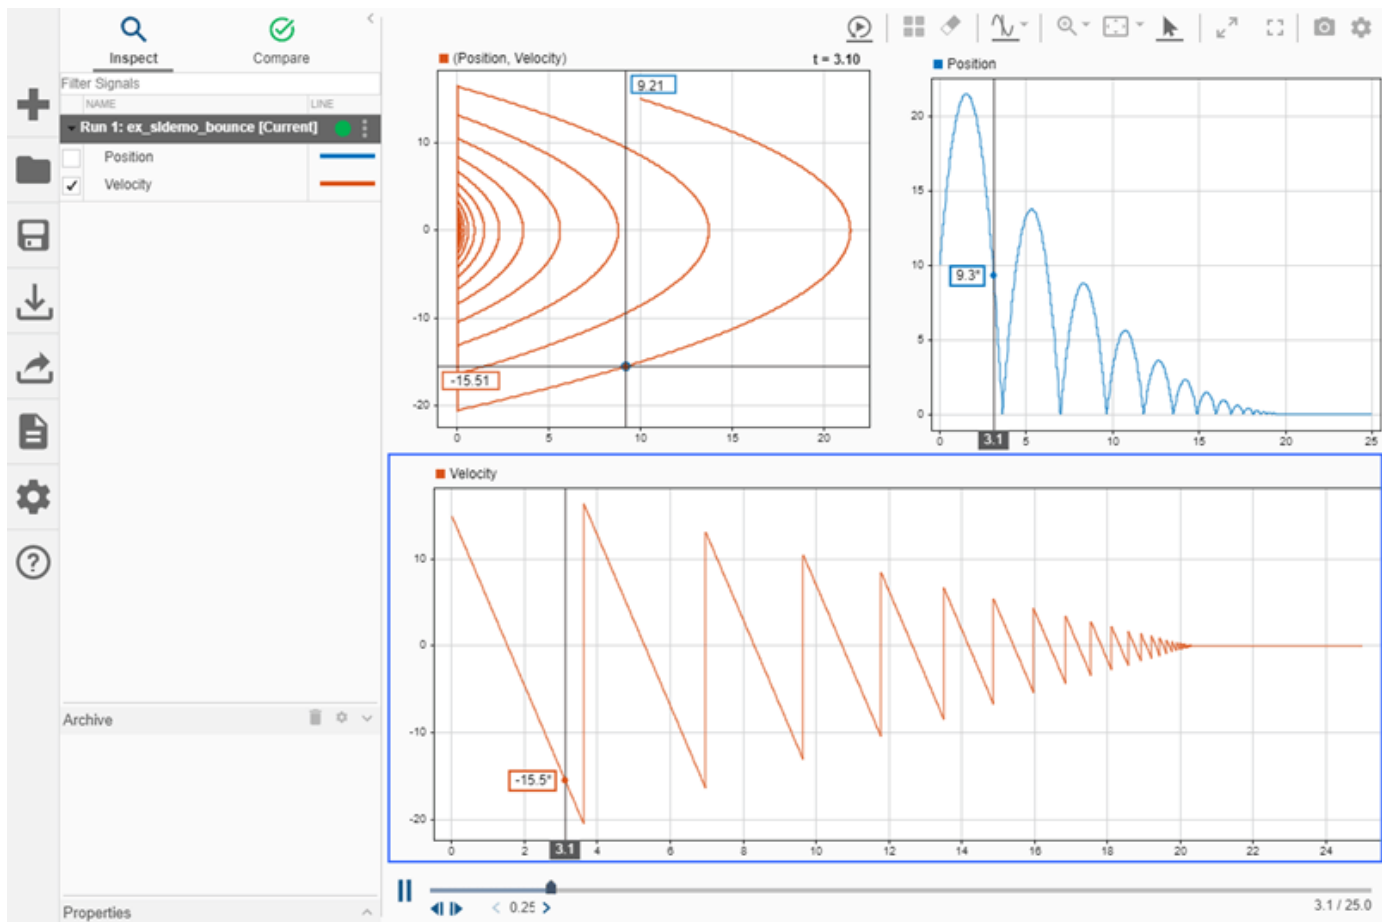 Inspect
Compare
Filter Signals
NAME
LINE
Run 1: ex_sldemo_bounce [Current]
Position
Velocity
Archive
Properties
(Position, Velocity)
t = 3.10
9.21
10
0
-10
-15.51
-20
0 5 10 15 20
Position
20
15
10
9.3*
5
0
0 3.1 5 10 15 20 25
Velocity
10
0
-10
-15.5*
-20
0 2 3.1 4 6 8 10 12 14 16 18 20 22 24
0.25
3.1 / 25.0